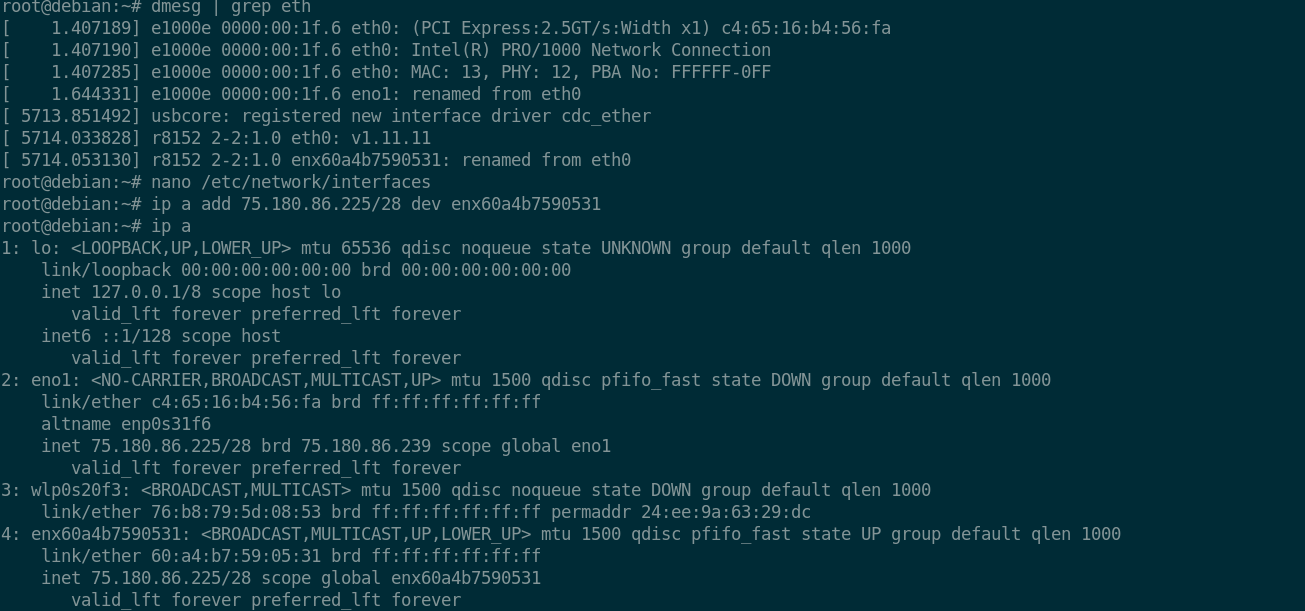 root@debian:~# dmesg | grep eth
[    1.407189] e1000e 0000:00:1f.6 eth0: (PCI Express:2.5GT/s:Width x1) c4:65:16:b4:56:fa
[    1.407190] e1000e 0000:00:1f.6 eth0: Intel(R) PRO/1000 Network Connection
[    1.407285] e1000e 0000:00:1f.6 eth0: MAC: 13, PHY: 12, PBA No: FFFFFF-0FF
[    1.644331] e1000e 0000:00:1f.6 eno1: renamed from eth0
[ 5713.851492] usbcore: registered new interface driver cdc_ether
[ 5714.033828] r8152 2-2:1.0 eth0: v1.11.11
[ 5714.053130] r8152 2-2:1.0 enx60a4b7590531: renamed from eth0
root@debian:~# nano /etc/network/interfaces
root@debian:~# ip a add 75.180.86.225/28 dev enx60a4b7590531
root@debian:~# ip a
1: lo: <LOOPBACK,UP,LOWER_UP> mtu 65536 qdisc noqueue state UNKNOWN group default qlen 1000
    link/loopback 00:00:00:00:00:00 brd 00:00:00:00:00:00
    inet 127.0.0.1/8 scope host lo
       valid_lft forever preferred_lft forever
    inet6 ::1/128 scope host
       valid_lft forever preferred_lft forever
2: eno1: <NO-CARRIER,BROADCAST,MULTICAST,UP> mtu 1500 qdisc pfifo_fast state DOWN group default qlen 1000
    link/ether c4:65:16:b4:56:fa brd ff:ff:ff:ff:ff:ff
    altname enp0s31f6
    inet 75.180.86.225/28 brd 75.180.86.239 scope global eno1
       valid_lft forever preferred_lft forever
3: wlp0s20f3: <BROADCAST,MULTICAST> mtu 1500 qdisc noqueue state DOWN group default qlen 1000
    link/ether 76:b8:79:5d:08:53 brd ff:ff:ff:ff:ff:ff permaddr 24:ee:9a:63:29:dc
4: enx60a4b7590531: <BROADCAST,MULTICAST,UP,LOWER_UP> mtu 1500 qdisc pfifo_fast state UP group default qlen 1000
    link/ether 60:a4:b7:59:05:31 brd ff:ff:ff:ff:ff:ff
    inet 75.180.86.225/28 scope global enx60a4b7590531
       valid_lft forever preferred_lft forever